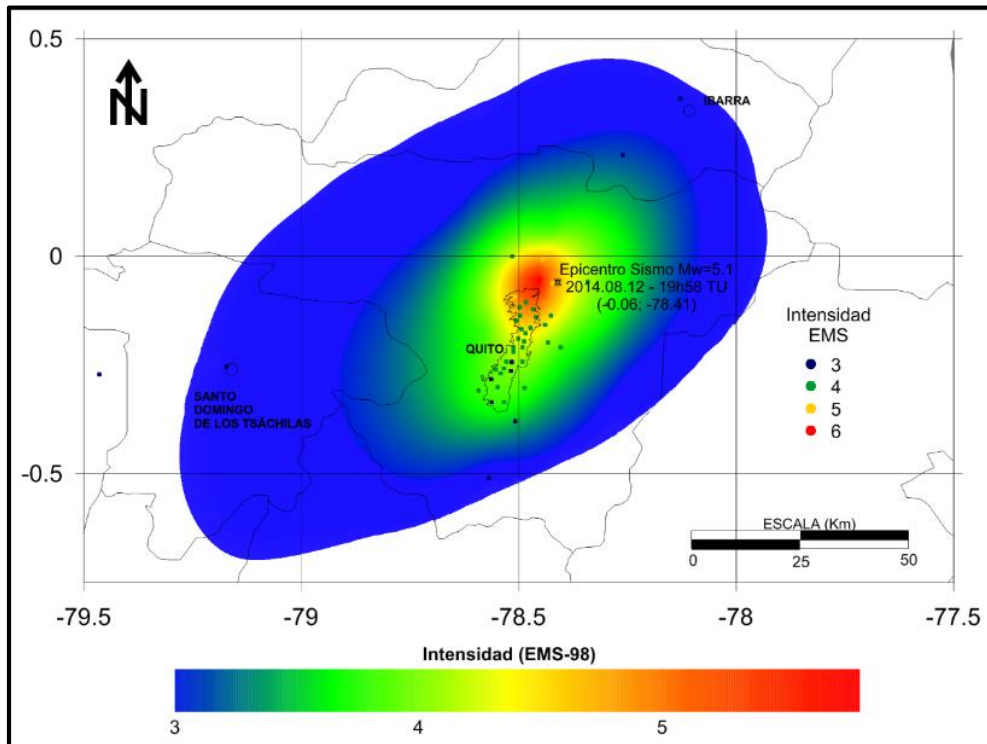 0.5
N
IBARRA
0
Epicentro Sismo Mw=5.1
2014.08.12 - 19h58 TU
(-0.06; -78.41)
Intensidad
EMS
3
4
5
6
QUITO
SANTO
DOMINGO
DE LOS TSÁCHILAS
-0.5
ESCALA (Km)
0 25 50
-79.5 -79 -78.5 -78 -77.5
Intensidad (EMS-98)
3 4 5